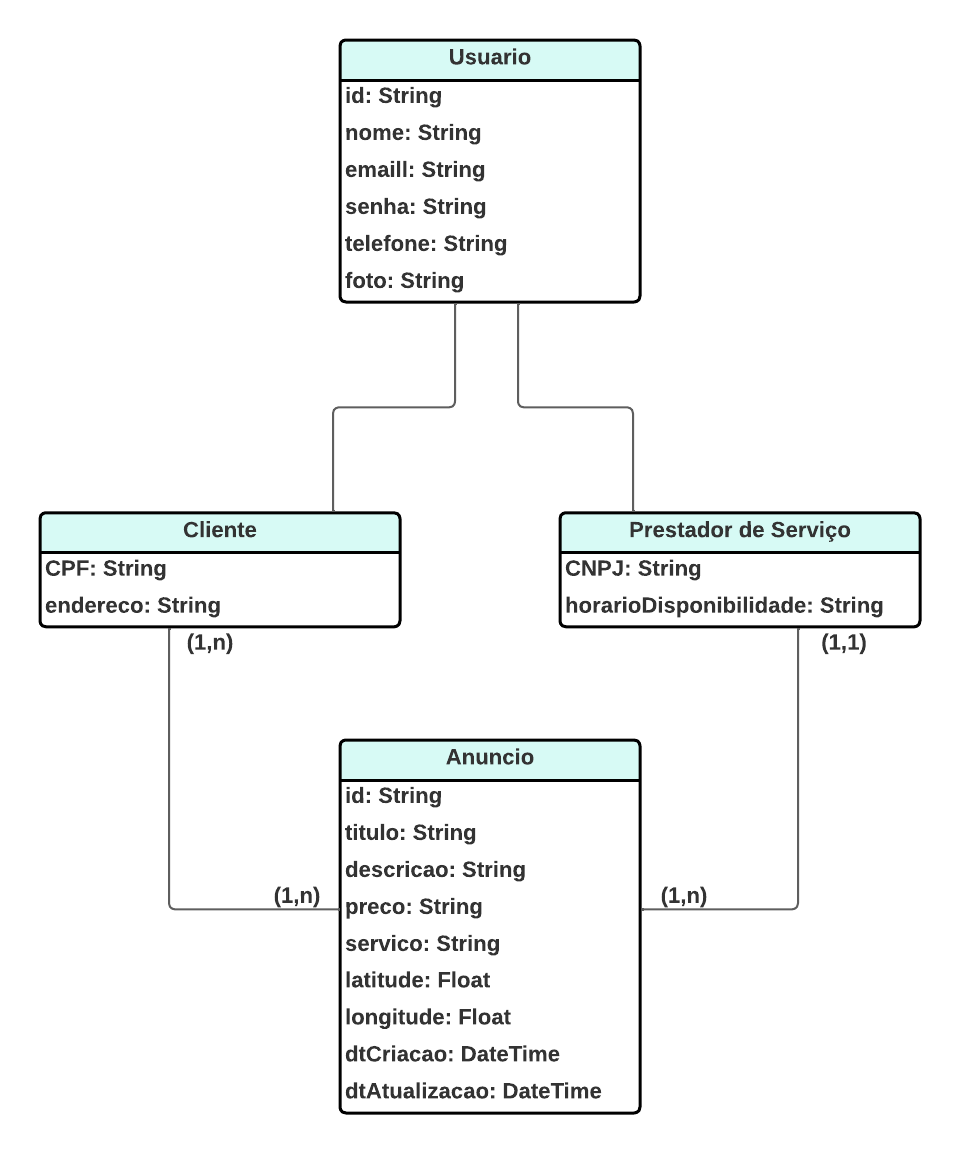 Usuario
id: String
nome: String
emaill: String
senha: String
telefone: String
foto: String
Cliente
CPF: String
endereco: String
(1,n)
Prestador de Serviço
CNPJ: String
horarioDisponibilidade: String
(1,1)
Anuncio
id: String
titulo: String
descricao: String
preco: String
servico: String
latitude: Float
longitude: Float
dtCriacao: DateTime
dtAtualizacao: DateTime
(1,n)
(1,n)